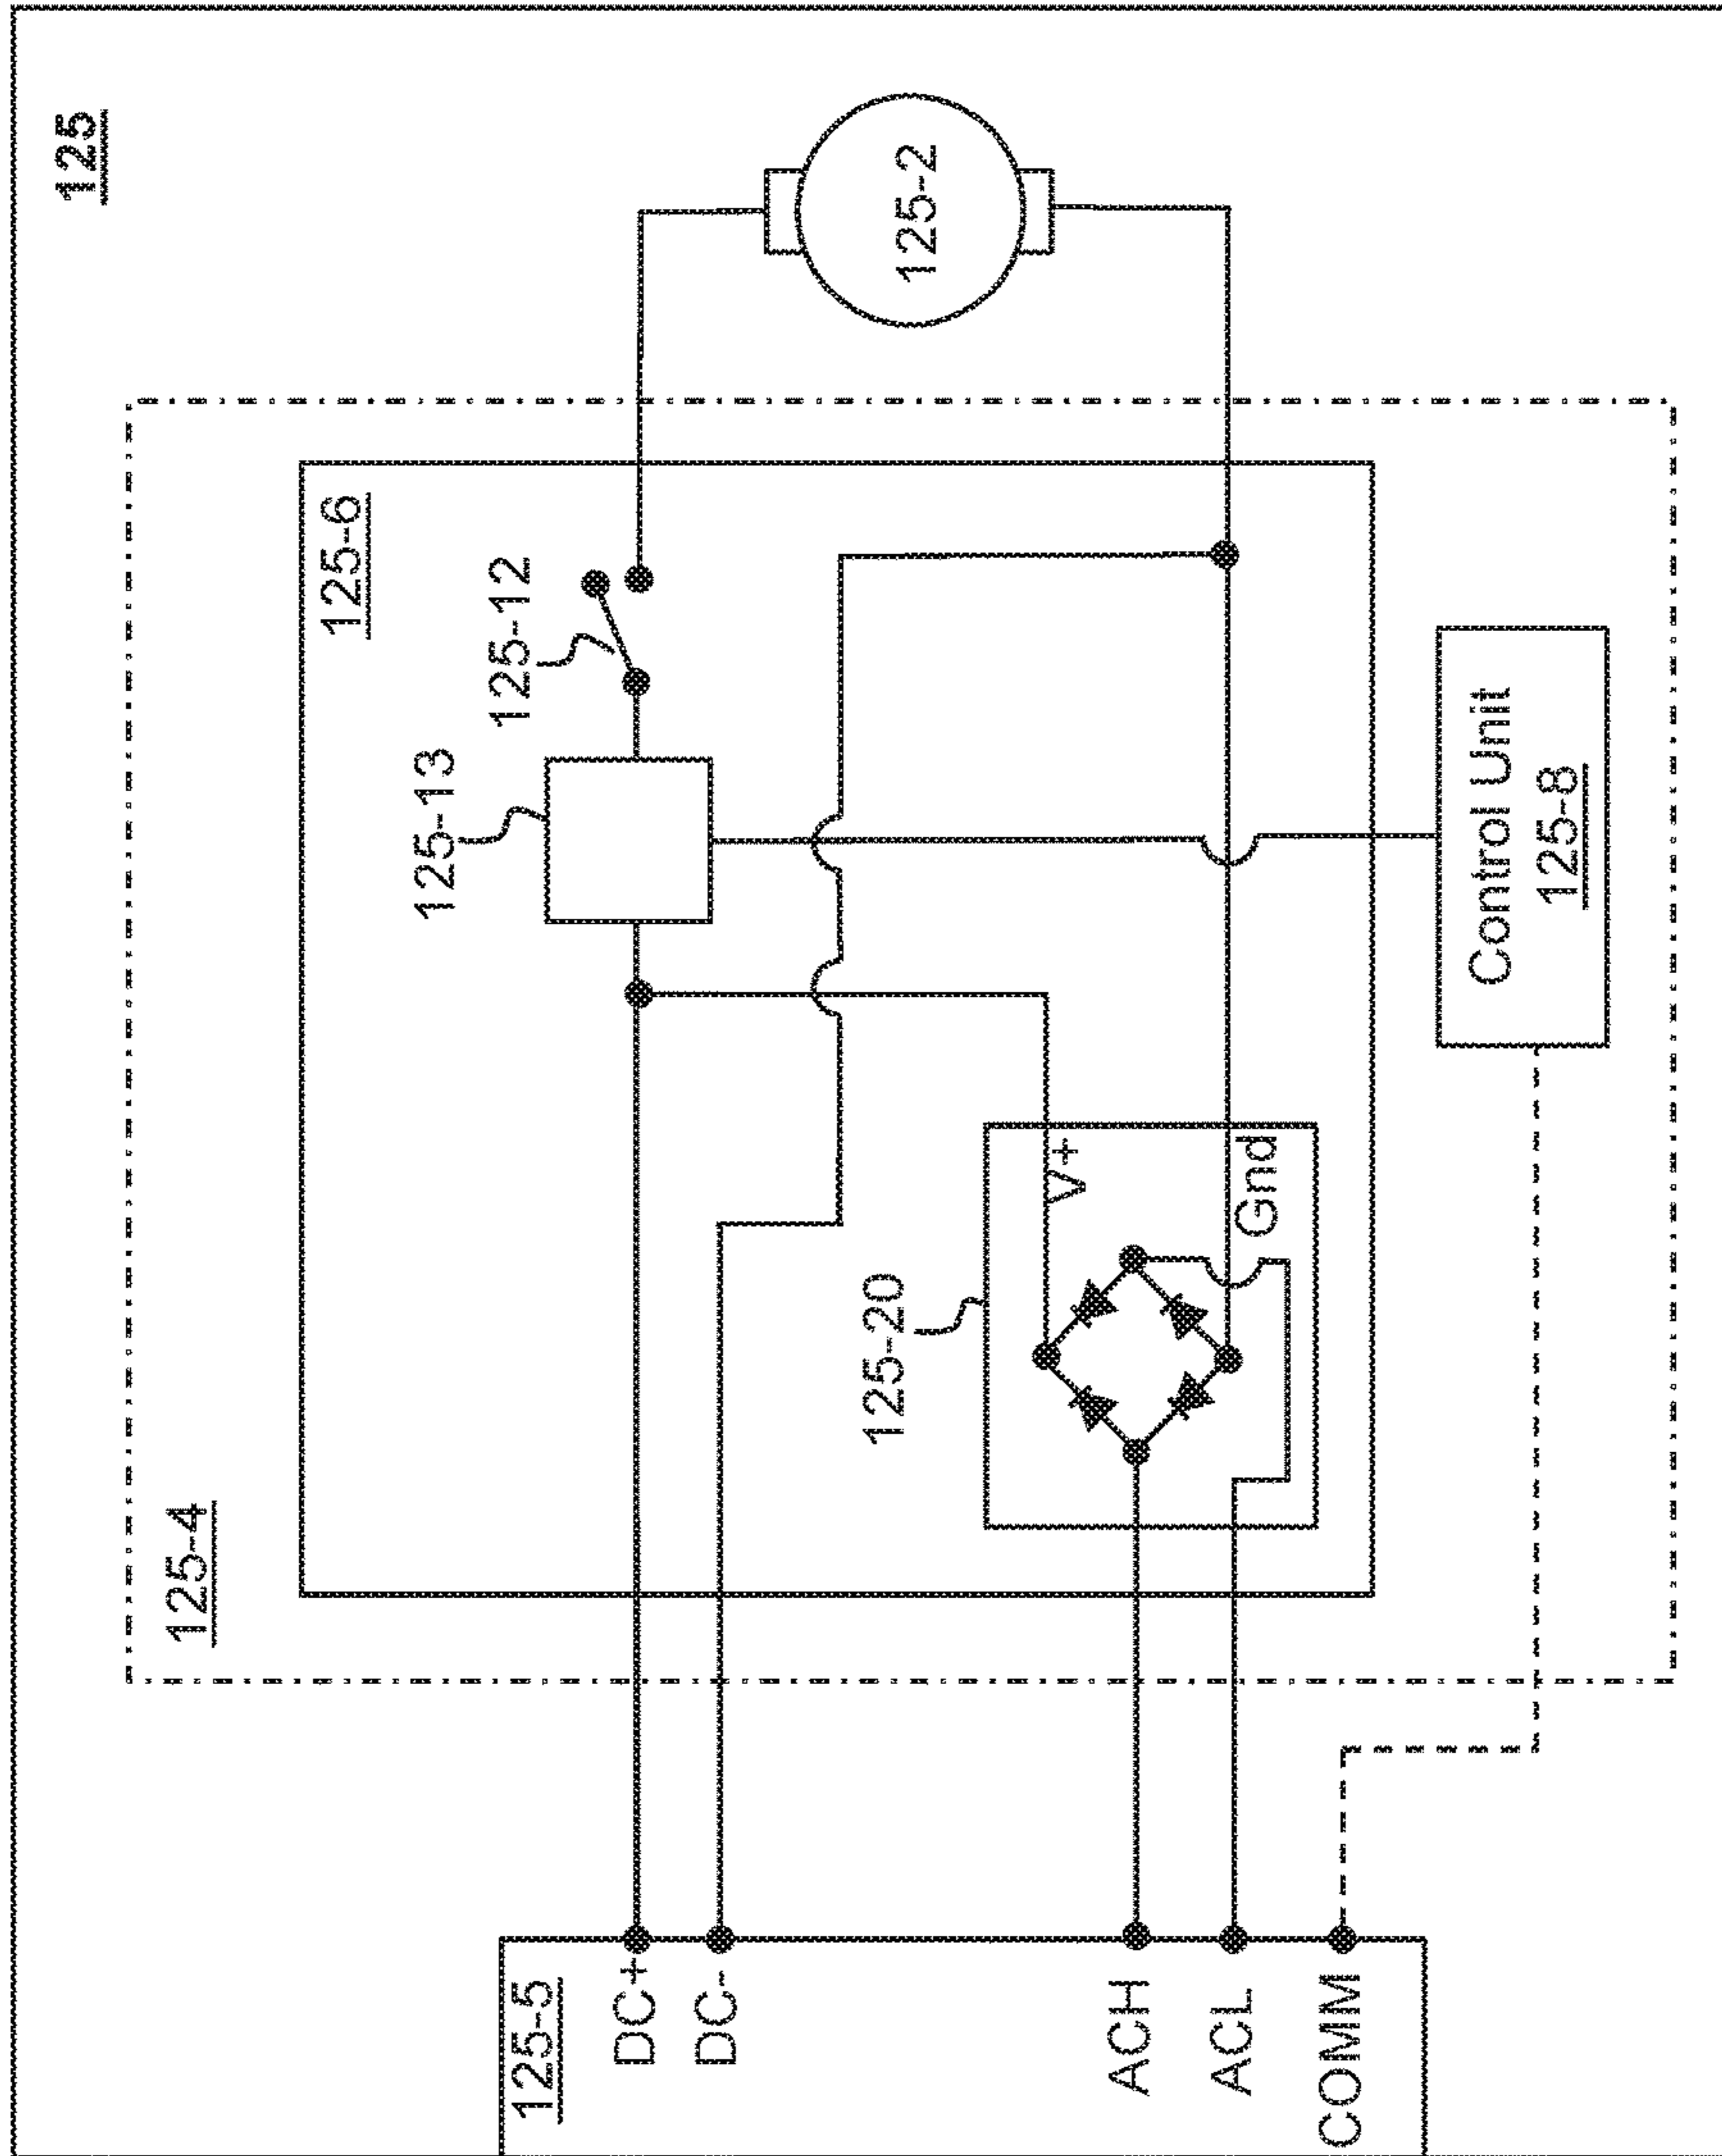 125
125-4
125-6
125-12
125-13
125-2
125-20
V+
Gnd
Control Unit
125-8
125-5
DC+
DC-
ACH
ACL
COMM